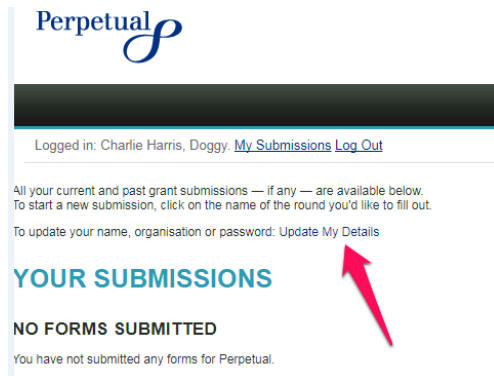 Perpetual
Logged in: Charlie Harris, Doggy. My Submissions Log Out
All your current and past grant submissions — if any — are available below.
To start a new submission, click on the name of the round you'd like to fill out.
To update your name, organisation or password: Update My Details
YOUR SUBMISSIONS
NO FORMS SUBMITTED
You have not submitted any forms for Perpetual.